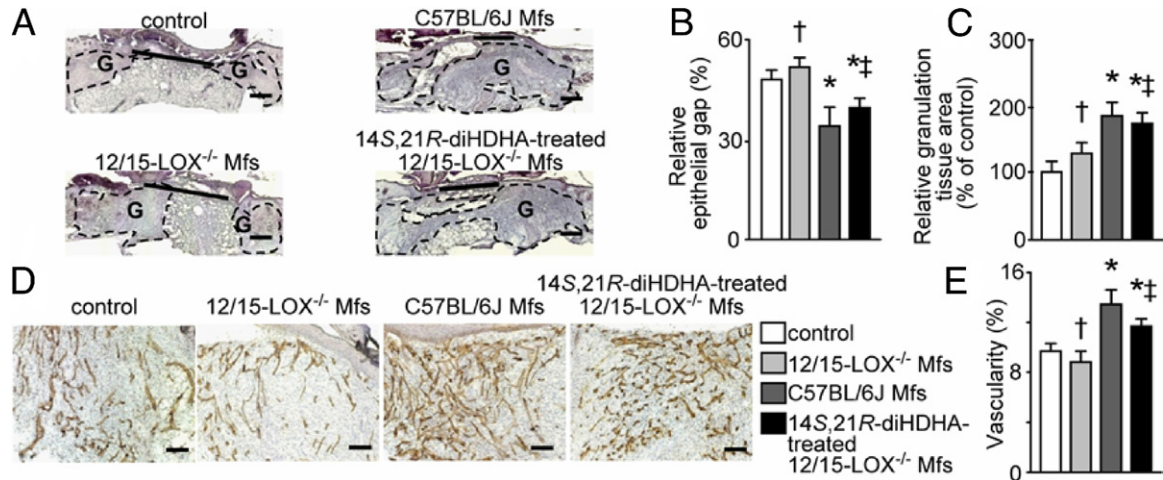 A
control
C57BL/6J Mfs
G
G
G
12/15-LOX-/- Mfs
14S,21R-diHDHA-treated
12/15-LOX-/- Mfs
G
G
G
B
60
30
0
Relative
epithelial gap (%)
†
*
*‡
C
300
200
100
0
Relative granulation
tissue area
(% of control)
†
*
*‡
D
control
12/15-LOX-/- Mfs
C57BL/6J Mfs
14S,21R-diHDHA-treated
12/15-LOX-/- Mfs
control
12/15-LOX-/- Mfs
C57BL/6J Mfs
14S,21R-diHDHA-
treated
12/15-LOX-/- Mfs
E
16
8
0
Vascularity (%)
†
*
*‡